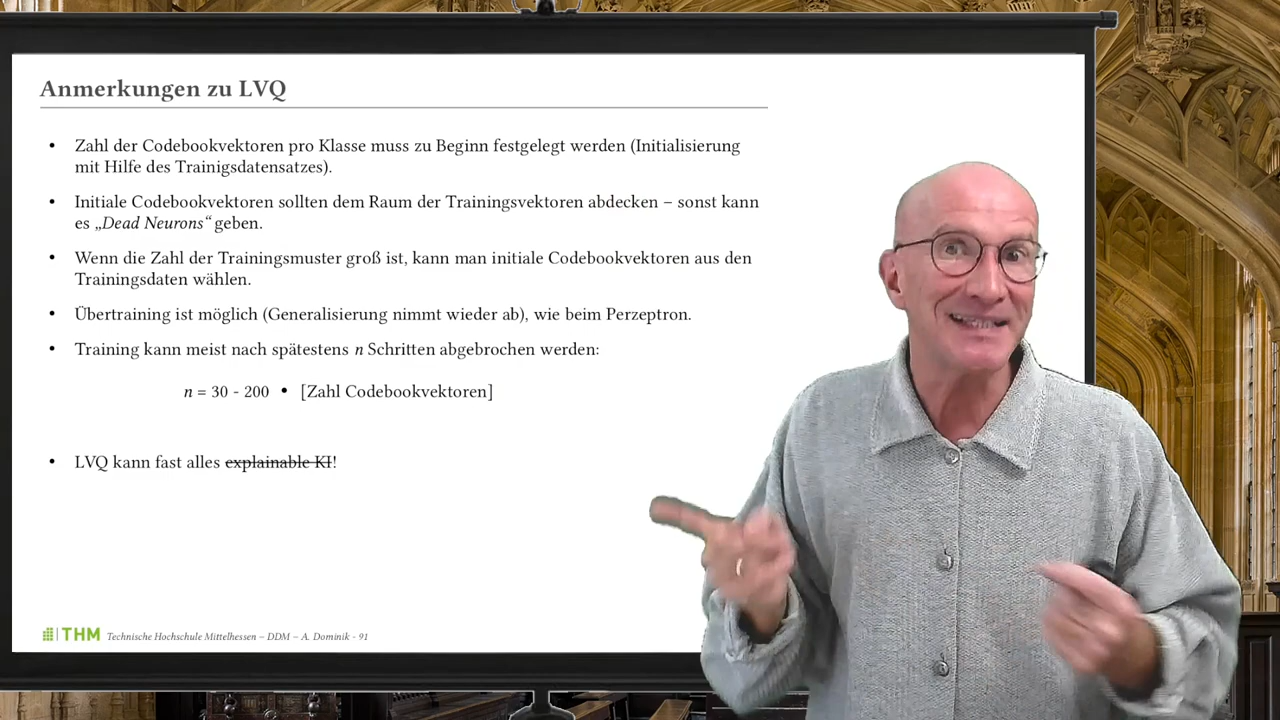 Anmerkungen zu LVQ
• Zahl der Codebookvektoren pro Klasse muss zu Beginn festgelegt werden (Initialisierung
mit Hilfe des Trainigsdatensatzes).
• Initiale Codebookvektoren sollten dem Raum der Trainingsvektoren abdecken – sonst kann
es „Dead Neurons“ geben.
• Wenn die Zahl der Trainingsmuster groß ist, kann man initiale Codebookvektoren aus den
Trainingsdaten wählen.
• Übertraining ist möglich (Generalisierung nimmt wieder ab), wie beim Perzeptron.
• Training kann meist nach spätestens n Schritten abgebrochen werden:
n = 30 - 200 • [Zahl Codebookvektoren]
• LVQ kann fast alles explainable KI!
THM Technische Hochschule Mittelhessen – DDM – A. Dominik - 91